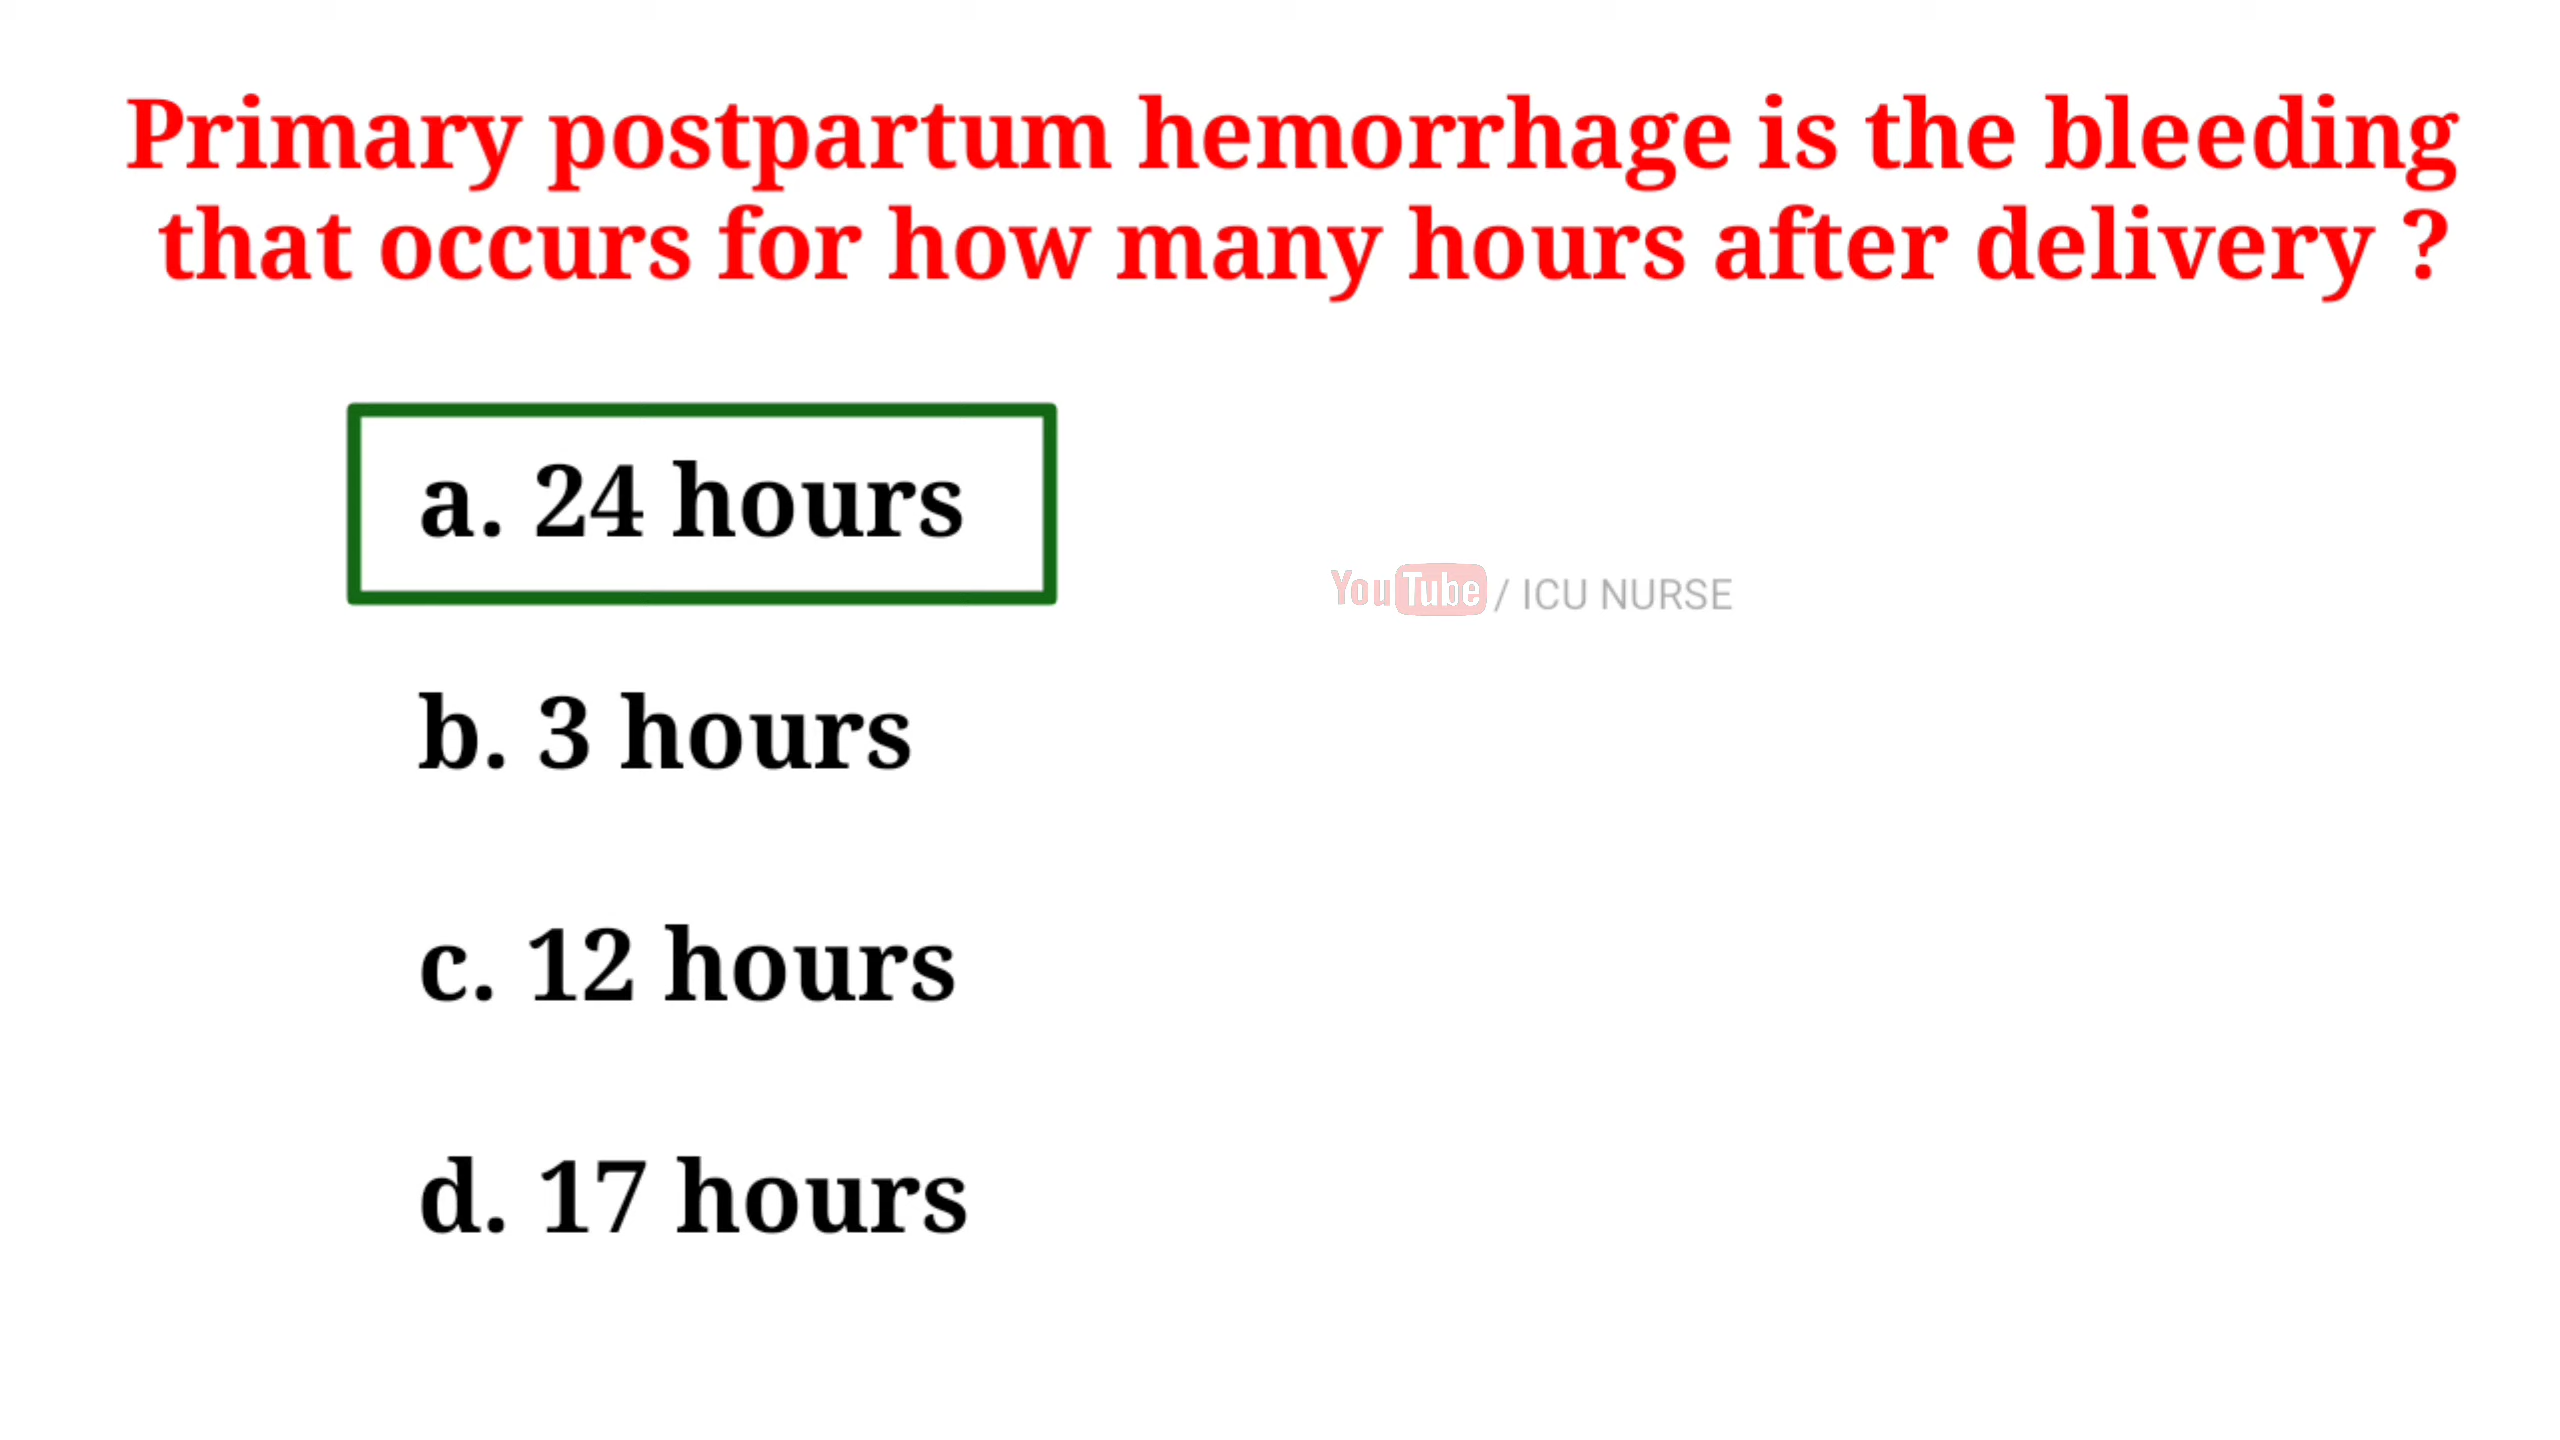 Primary postpartum hemorrhage is the bleeding
that occurs for how many hours after delivery ?
a. 24 hours
YouTube / ICU NURSE
b. 3 hours
c. 12 hours
d. 17 hours